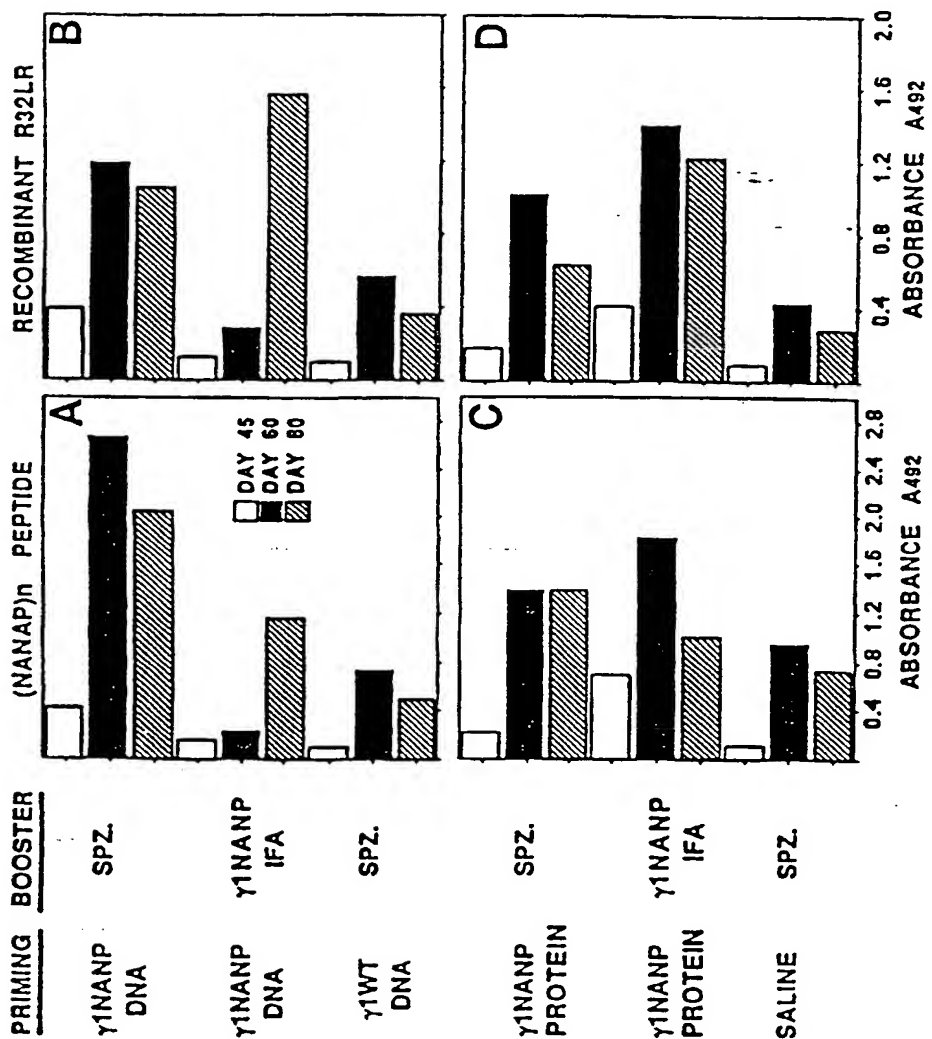 PRIMING BOOSTER
(NANAP)n PEPTIDE
RECOMBINANT R32LR
γ1NANP
DNA
SPZ.
γ1NANP
DNA
γ1NANP
IFA
γ1WT
DNA
SPZ.
A
DAY 45
DAY 60
DAY 80
B
γ1NANP
PROTEIN
SPZ.
γ1NANP
PROTEIN
γ1NANP
IFA
SALINE
SPZ.
C
D
0.4 0.8 1.2 1.6 2.0 2.4 2.8
ABSORBANCE A492
0.4 0.8 1.2 1.6 2.0
ABSORBANCE A492